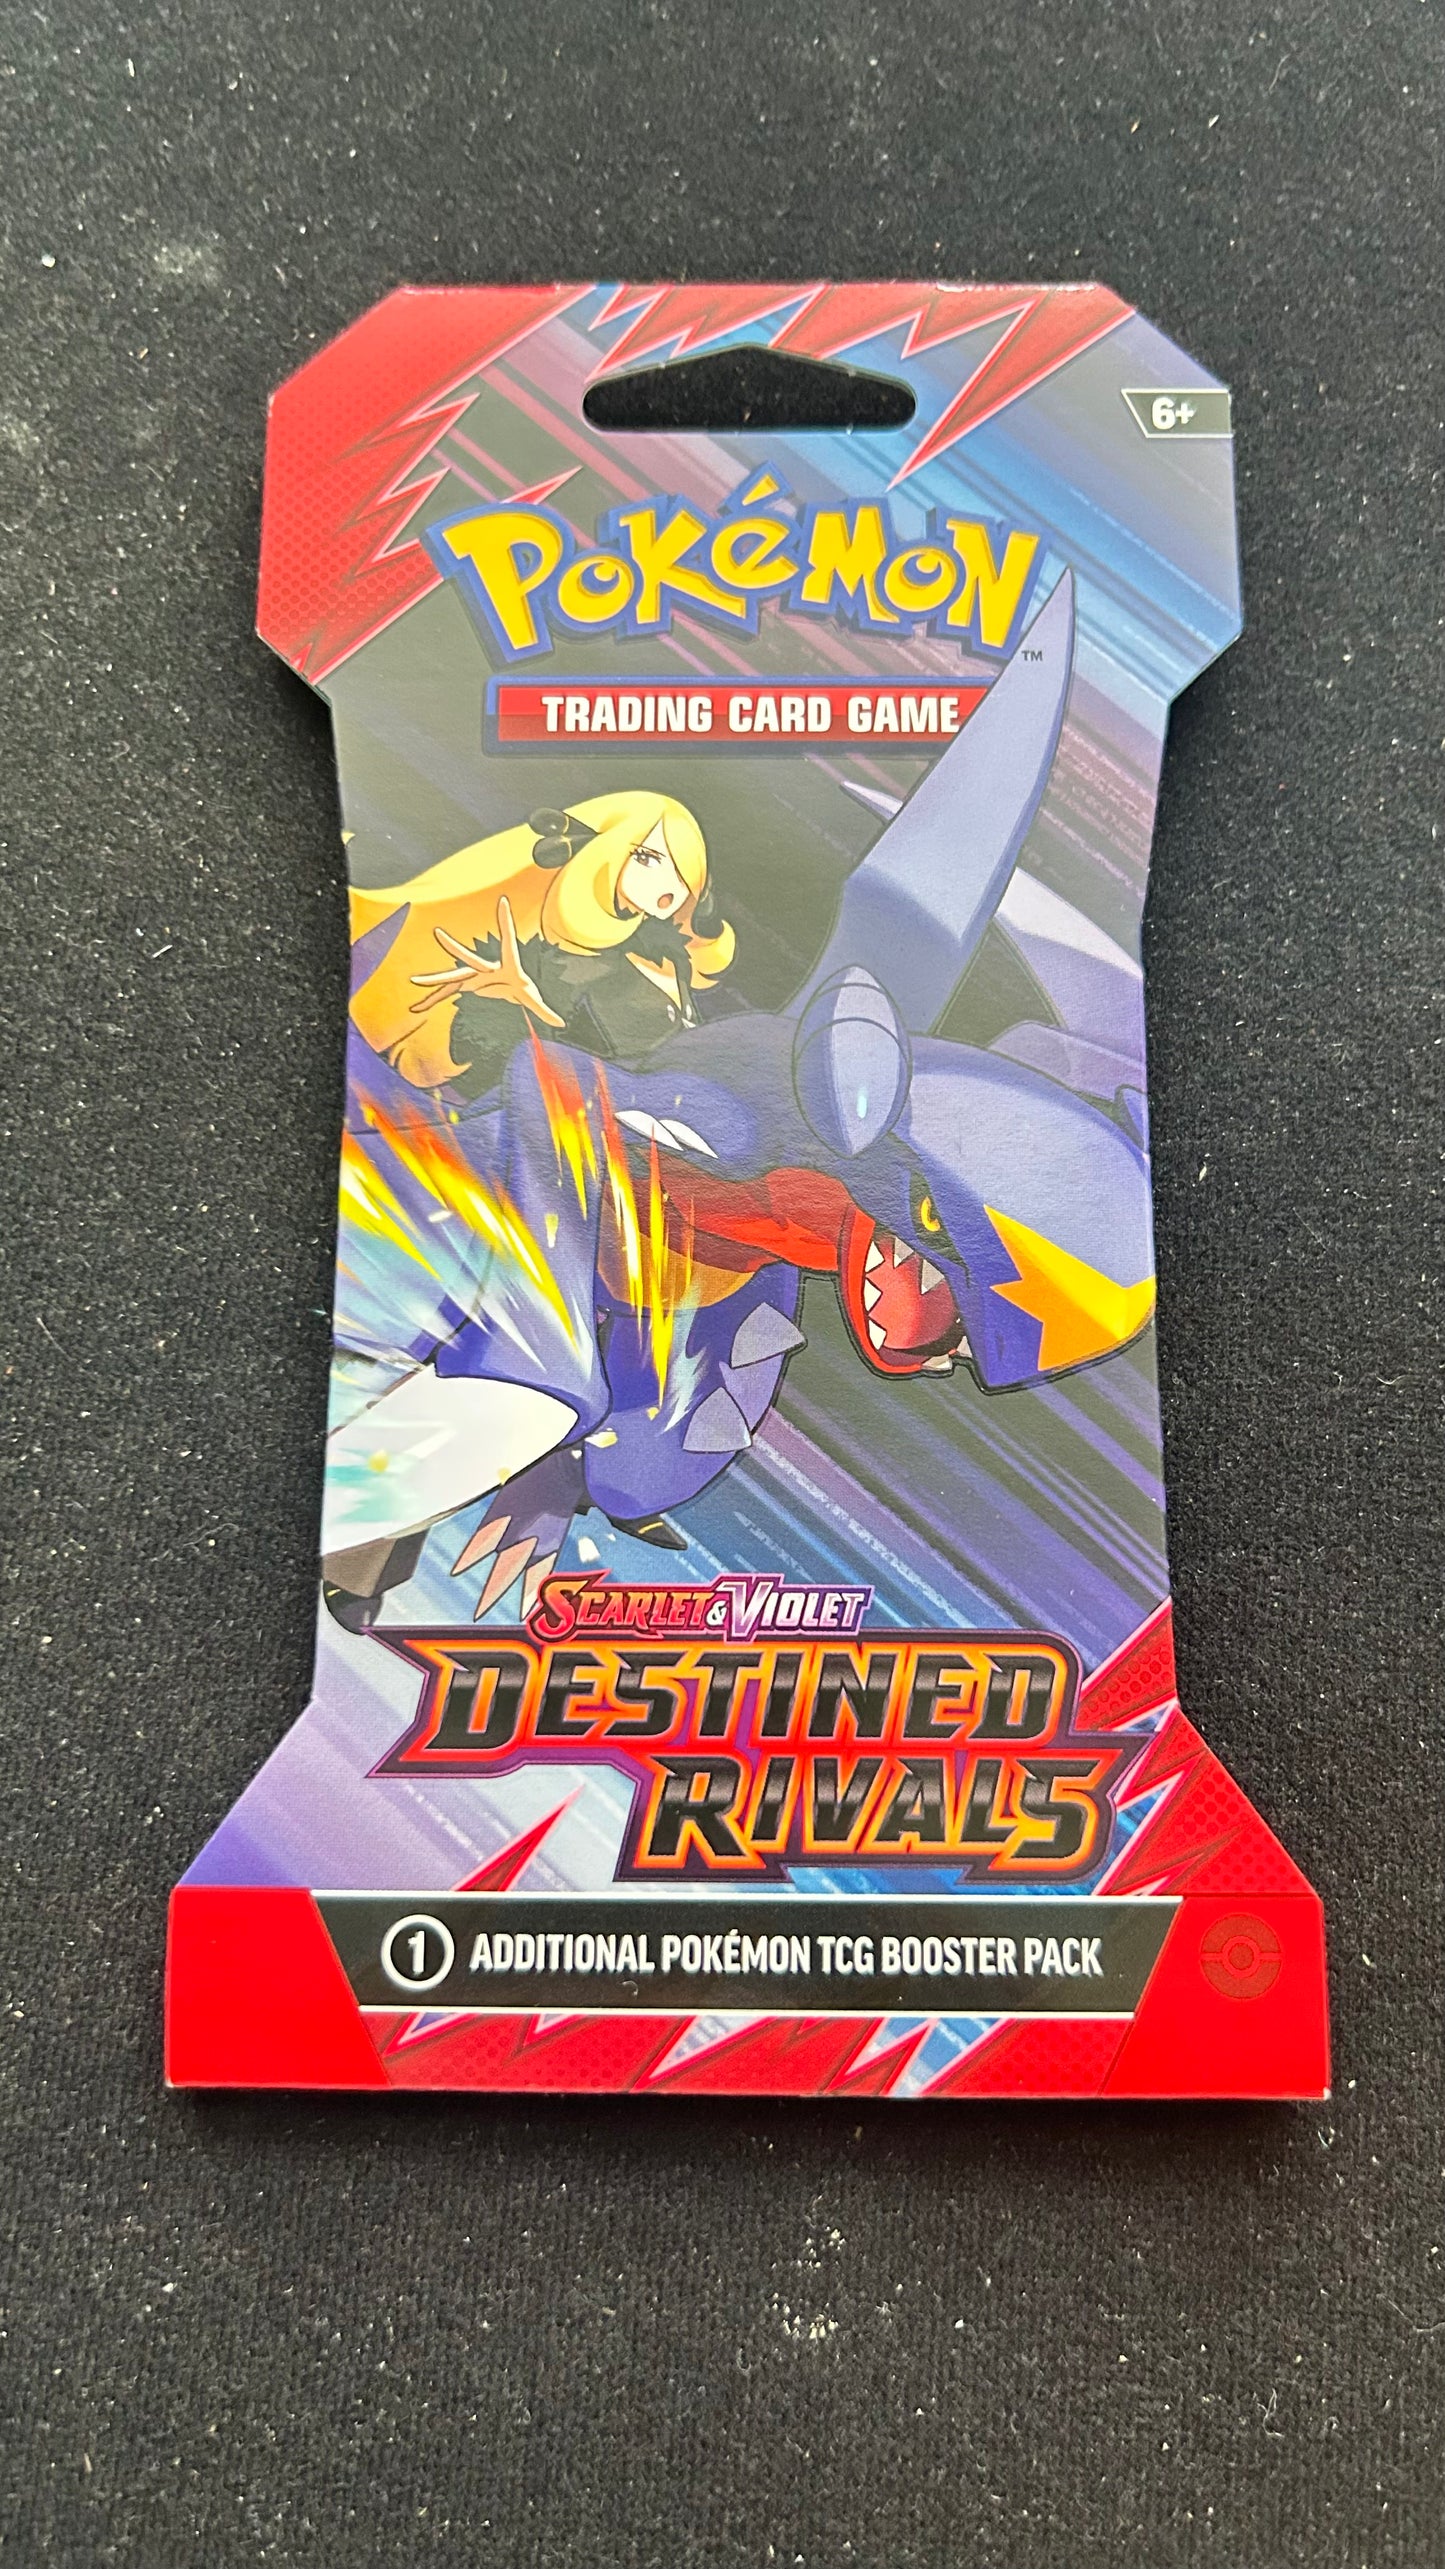 6+
POKéMON
TM
TRADING CARD GAME
SCARLET & VIOLET
DESTINED
RIVALS
1 ADDITIONAL POKÉMON TCG BOOSTER PACK